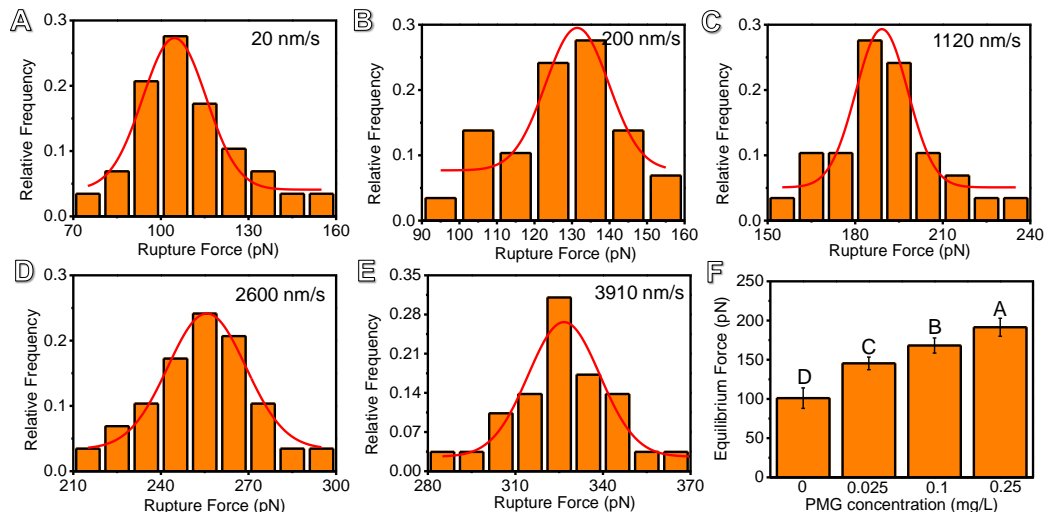 A
20 nm/s
0.3
0.2
0.1
0.0
Relative Frequency
70
100
130
160
Rupture Force (pN)
B
200 nm/s
0.3
0.2
0.1
0.0
Relative Frequency
90
100
110
120
130
140
150
160
Rupture Force (pN)
C
1120 nm/s
0.3
0.2
0.1
0.0
Relative Frequency
150
180
210
240
Rupture Force (pN)
D
2600 nm/s
0.3
0.2
0.1
0.0
Relative Frequency
210
240
270
300
Rupture Force (pN)
E
3910 nm/s
0.35
0.28
0.21
0.14
0.07
0.00
Relative Frequency
280
310
340
370
Rupture Force (pN)
F
250
200
150
100
50
0
Equilibrium Force (pN)
D
C
B
A
0
0.025
0.1
0.25
PMG concentration (mg/L)